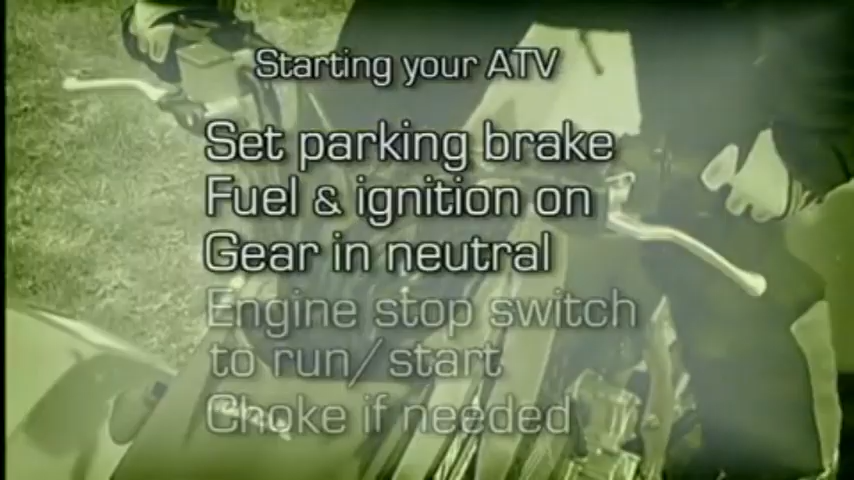 Starting your ATV
Set parking brake
Fuel & ignition on
Gear in neutral
Engine stop switch
to run/start
Choke if needed